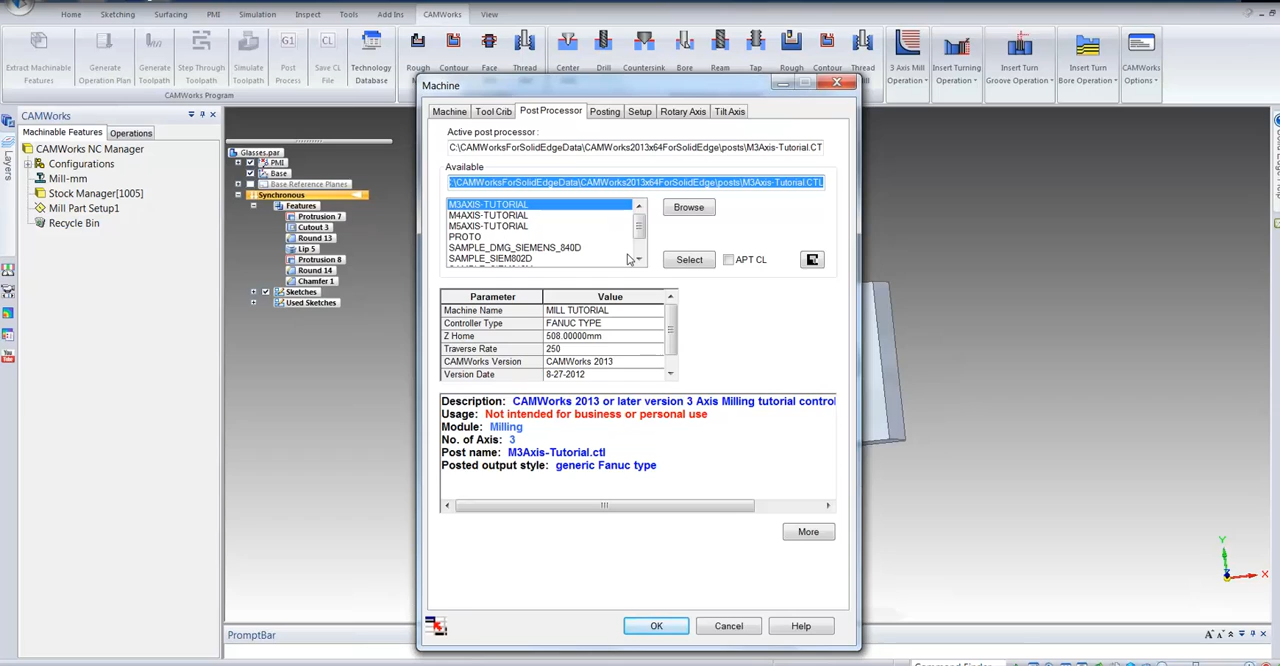 Home Sketching Surfacing PMI Simulation Inspect Tools Add Ins CAMWorks View
Extract Machinable Features
Generate Operation Plan
Generate Toolpath
Step Through Toolpath
Simulate Toolpath
G1 Post Process
CL Save CL File
Technology Database
Rough
Contour
Face
Thread
Center
Drill
Countersink
Bore
Ream
Tap
Rough
Contour
Thread
3 Axis Mill Operation
Insert Turning Operation
Insert Turn Groove Operation
Insert Turn Bore Operation
CAMWorks Options
CAMWorks Program
CAMWorks
Machinable Features Operations
CAMWorks NC Manager
Configurations
Mill-mm
Stock Manager[1005]
Mill Part Setup1
Recycle Bin
Layers
You
Glasses.par
PMI
Base
Base Reference Planes
Synchronous
Features
Protrusion 7
Cutout 3
Round 13
Lip 5
Protrusion 8
Round 14
Chamfer 1
Sketches
Used Sketches
Machine
Machine Tool Crib Post Processor Posting Setup Rotary Axis Tilt Axis
Active post processor :
C:\CAMWorksForSolidEdgeData\CAMWorks2013x64ForSolidEdge\posts\M3Axis-Tutorial.CT
Available
:\CAMWorksForSolidEdgeData\CAMWorks2013x64ForSolidEdge\posts\M3Axis-Tutorial.CTL
M3AXIS-TUTORIAL
M4AXIS-TUTORIAL
M5AXIS-TUTORIAL
PROTO
SAMPLE_DMG_SIEMENS_840D
SAMPLE_SIEM802D
Browse
Select
APT CL
Parameter Value
Machine Name MILL TUTORIAL
Controller Type FANUC TYPE
Z Home 508.00000mm
Traverse Rate 250
CAMWorks Version CAMWorks 2013
Version Date 8-27-2012
Description: CAMWorks 2013 or later version 3 Axis Milling tutorial control
Usage: Not intended for business or personal use
Module: Milling
No. of Axis: 3
Post name: M3Axis-Tutorial.ctl
Posted output style: generic Fanuc type
More
OK Cancel Help
Y
X
PromptBar